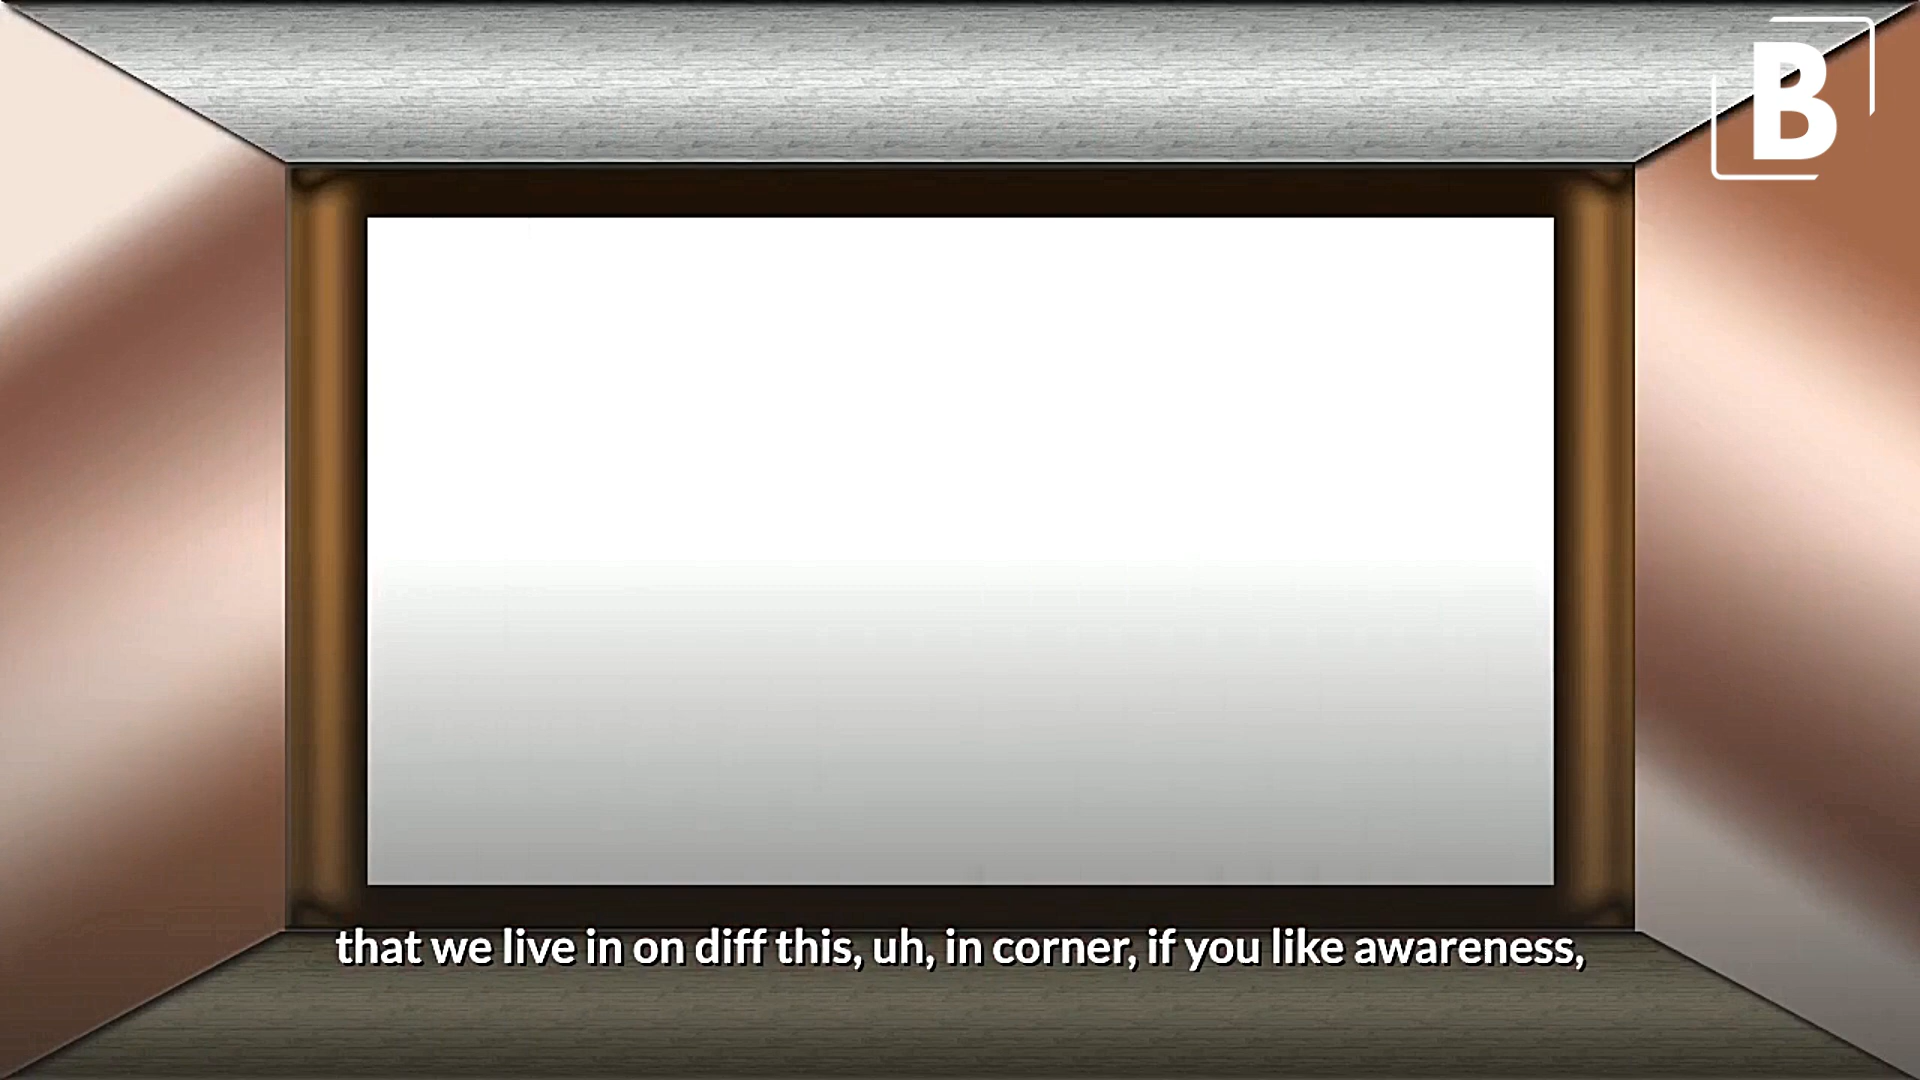 B
that we live in on diff this, uh, in corner, if you like awareness,